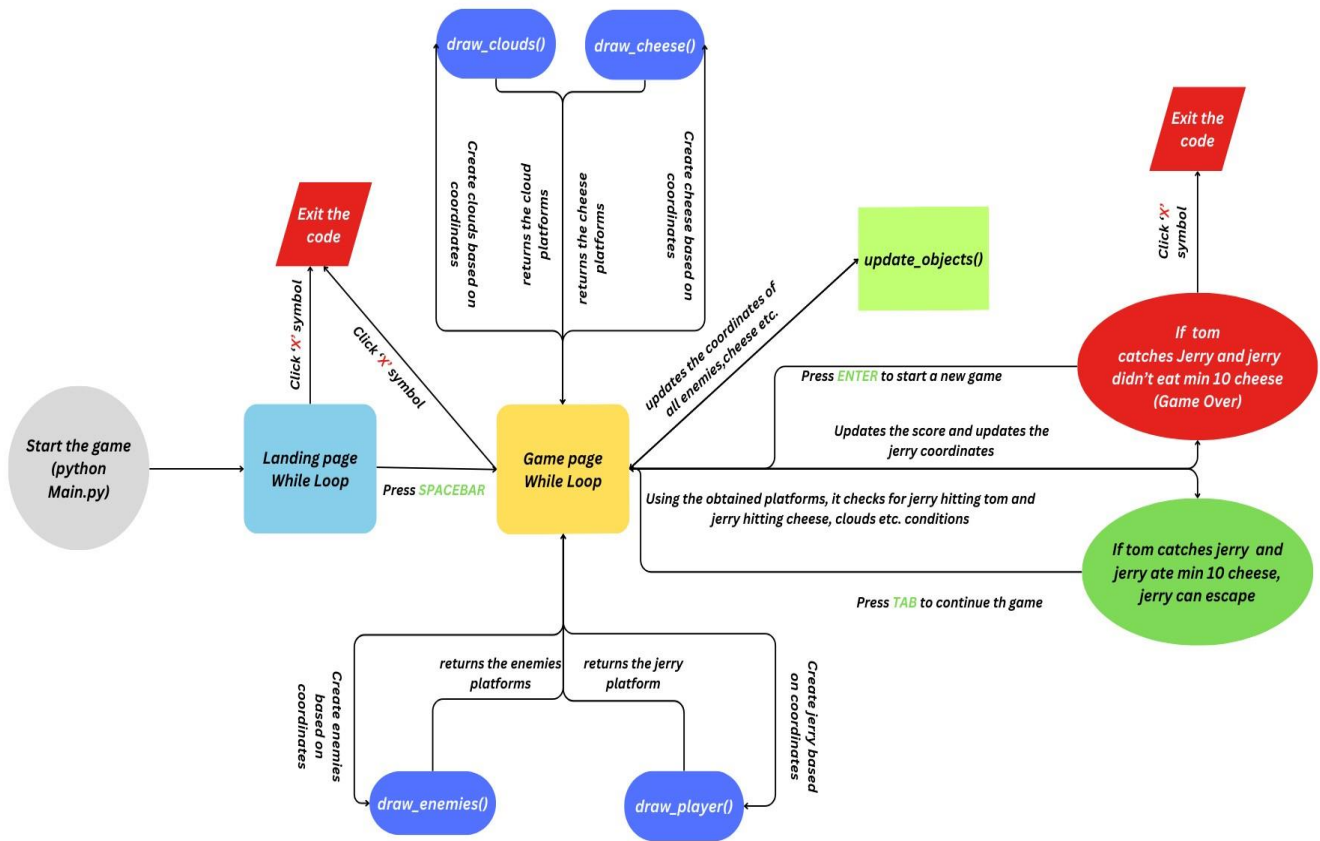 draw_clouds()
draw_cheese()
Create clouds based on
coordinates
returns the cloud
platforms
returns the cheese
platforms
Create cheese based on
coordinates
Exit the
code
Click ‘X’ symbol
Click ‘X’ symbol
Exit the
code
Click ‘X’
symbol
update_objects()
updates the coordinates of
all enemies,cheese etc.
If tom
catches Jerry and jerry
didn’t eat min 10 cheese
(Game Over)
Press ENTER to start a new game
Updates the score and updates the
jerry coordinates
Start the game
(python
Main.py)
Landing page
While Loop
Press SPACEBAR
Game page
While Loop
Using the obtained platforms, it checks for jerry hitting tom and
jerry hitting cheese, clouds etc. conditions
If tom catches jerry and
jerry ate min 10 cheese,
jerry can escape
Press TAB to continue th game
Create enemies
based on
coordinates
returns the enemies
platforms
returns the jerry
platform
Create jerry based
on coordinates
draw_enemies()
draw_player()